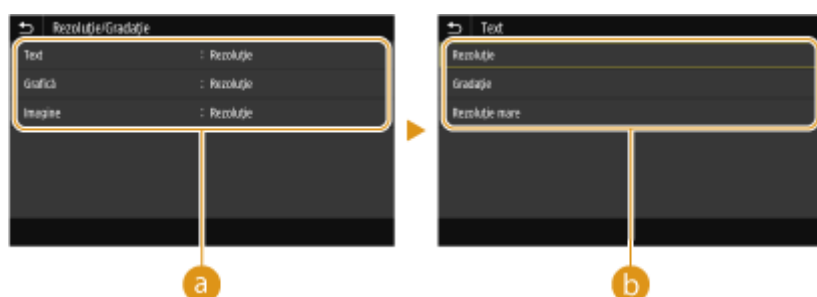 Rezoluție/Gradație
Text : Rezoluție
Grafică : Rezoluție
Imagine : Rezoluție
a
Text
Rezoluție
Gradație
Rezoluție mare
b